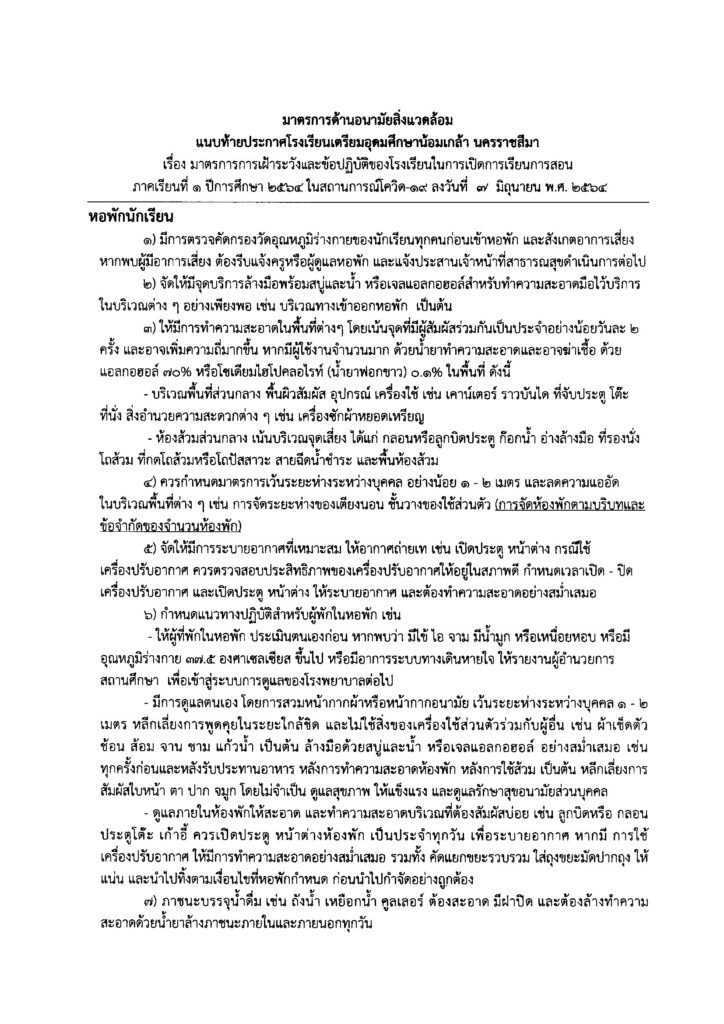 มาตรการด้านอนามัยสิ่งแวดล้อม
แนบท้ายประกาศโรงเรียนเตรียมอุดมศึกษาน้อมเกล้า นครราชสีมา
เรื่อง มาตรการการเฝ้าระวังและข้อปฏิบัติของโรงเรียนในการเปิดการเรียนการสอน
ภาคเรียนที่ ๑ ปีการศึกษา ๒๕๖๔ ในสถานการณ์โควิด-๑๙ ลงวันที่ ๗ มิถุนายน พ.ศ. ๒๕๖๔
หอพักนักเรียน
๑) มีการตรวจคัดกรองวัดอุณหภูมิร่างกายของนักเรียนทุกคนก่อนเข้าหอพัก และสังเกตอาการเสี่ยง
หากพบผู้มีอาการเสี่ยง ต้องรีบแจ้งครูหรือผู้ดูแลหอพัก และแจ้งประสานเจ้าหน้าที่สาธารณสุขดำเนินการต่อไป
๒) จัดให้มีจุดบริการล้างมือพร้อมสบู่และน้ำ หรือเจลแอลกอฮอล์สำหรับทำความสะอาดมือไว้บริการ
ในบริเวณต่าง ๆ อย่างเพียงพอ เช่น บริเวณทางเข้าออกหอพัก เป็นต้น
๓) ให้มีการทำความสะอาดในพื้นที่ต่างๆ โดยเน้นจุดที่มีผู้สัมผัสร่วมกันเป็นประจำอย่างน้อยวันละ ๒
ครั้ง และอาจเพิ่มความถี่มากขึ้น หากมีผู้ใช้งานจำนวนมาก ด้วยน้ำยาทำความสะอาดและอาจฆ่าเชื้อ ด้วย
แอลกอฮอล์ ๗๐% หรือโซเดียมไฮโปคลอไรท์ (น้ำยาฟอกขาว) ๐.๑% ในพื้นที่ ดังนี้
- บริเวณพื้นที่ส่วนกลาง พื้นผิวสัมผัส อุปกรณ์ เครื่องใช้ เช่น เคาน์เตอร์ ราวบันได ที่จับประตู โต๊ะ
ที่นั่ง สิ่งอำนวยความสะดวกต่าง ๆ เช่น เครื่องซักผ้าหยอดเหรียญ
- ห้องส้วมส่วนกลาง เน้นบริเวณจุดเสี่ยง ได้แก่ กลอนหรือลูกบิดประตู ก๊อกน้ำ อ่างล้างมือ ที่รองนั่ง
โถส้วม ที่กดโถส้วมหรือโถปัสสาวะ สายฉีดน้ำชำระ และพื้นห้องส้วม
๔) ควรกำหนดมาตรการเว้นระยะห่างระหว่างบุคคล อย่างน้อย ๑ - ๒ เมตร และลดความแออัด
ในบริเวณพื้นที่ต่าง ๆ เช่น การจัดระยะห่างของเตียงนอน ชั้นวางของใช้ส่วนตัว (การจัดห้องพักตามบริบทและ
ข้อจำกัดของจำนวนห้องพัก)
๕) จัดให้มีการระบายอากาศที่เหมาะสม ให้อากาศถ่ายเท เช่น เปิดประตู หน้าต่าง กรณีใช้
เครื่องปรับอากาศ ควรตรวจสอบประสิทธิภาพของเครื่องปรับอากาศให้อยู่ในสภาพดี กำหนดเวลาเปิด - ปิด
เครื่องปรับอากาศ และเปิดประตู หน้าต่าง ให้ระบายอากาศ และต้องทำความสะอาดอย่างสม่ำเสมอ
๖) กำหนดแนวทางปฏิบัติสำหรับผู้พักในหอพัก เช่น
- ให้ผู้ที่พักในหอพัก ประเมินตนเองก่อน หากพบว่า มีไข้ ไอ จาม มีน้ำมูก หรือเหนื่อยหอบ หรือมี
อุณหภูมิร่างกาย ๓๗.๕ องศาเซลเซียส ขึ้นไป หรือมีอาการระบบทางเดินหายใจ ให้รายงานผู้อำนวยการ
สถานศึกษา เพื่อเข้าสู่ระบบการดูแลของโรงพยาบาลต่อไป
- มีการดูแลตนเอง โดยการสวมหน้ากากผ้าหรือหน้ากากอนามัย เว้นระยะห่างระหว่างบุคคล ๑ - ๒
เมตร หลีกเลี่ยงการพูดคุยในระยะใกล้ชิด และไม่ใช้สิ่งของเครื่องใช้ส่วนตัวร่วมกับผู้อื่น เช่น ผ้าเช็ดตัว
ช้อน ส้อม จาน ชาม แก้วน้ำ เป็นต้น ล้างมือด้วยสบู่และน้ำ หรือเจลแอลกอฮอล์ อย่างสม่ำเสมอ เช่น
ทุกครั้งก่อนและหลังรับประทานอาหาร หลังการทำความสะอาดห้องพัก หลังการใช้ส้วม เป็นต้น หลีกเลี่ยงการ
สัมผัสใบหน้า ตา ปาก จมูก โดยไม่จำเป็น ดูแลสุขภาพ ให้แข็งแรง และดูแลรักษาสุขอนามัยส่วนบุคคล
- ดูแลภายในห้องพักให้สะอาด และทำความสะอาดบริเวณที่ต้องสัมผัสบ่อย เช่น ลูกบิดหรือ กลอน
ประตูโต๊ะ เก้าอี้ ควรเปิดประตู หน้าต่างห้องพัก เป็นประจำทุกวัน เพื่อระบายอากาศ หากมี การใช้
เครื่องปรับอากาศ ให้มีการทำความสะอาดอย่างสม่ำเสมอ รวมทั้ง คัดแยกขยะรวบรวม ใส่ถุงขยะมัดปากถุง ให้
แน่น และนำไปทิ้งตามเงื่อนไขที่หอพักกำหนด ก่อนนำไปกำจัดอย่างถูกต้อง
๗) ภาชนะบรรจุน้ำดื่ม เช่น ถังน้ำ เหยือกน้ำ คูลเลอร์ ต้องสะอาด มีฝาปิด และต้องล้างทำความ
สะอาดด้วยน้ำยาล้างภาชนะภายในและภายนอกทุกวัน